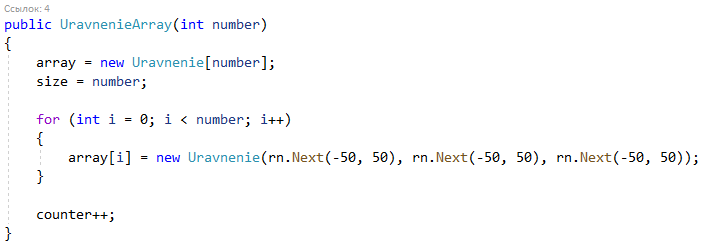 Ссылок: 4
public UravnenieArray(int number)
{
array = new Uravnenie[number];
size = number;
for (int i = 0; i < number; i++)
{
array[i] = new Uravnenie(rn.Next(-50, 50), rn.Next(-50, 50), rn.Next(-50, 50));
}
counter++;
}